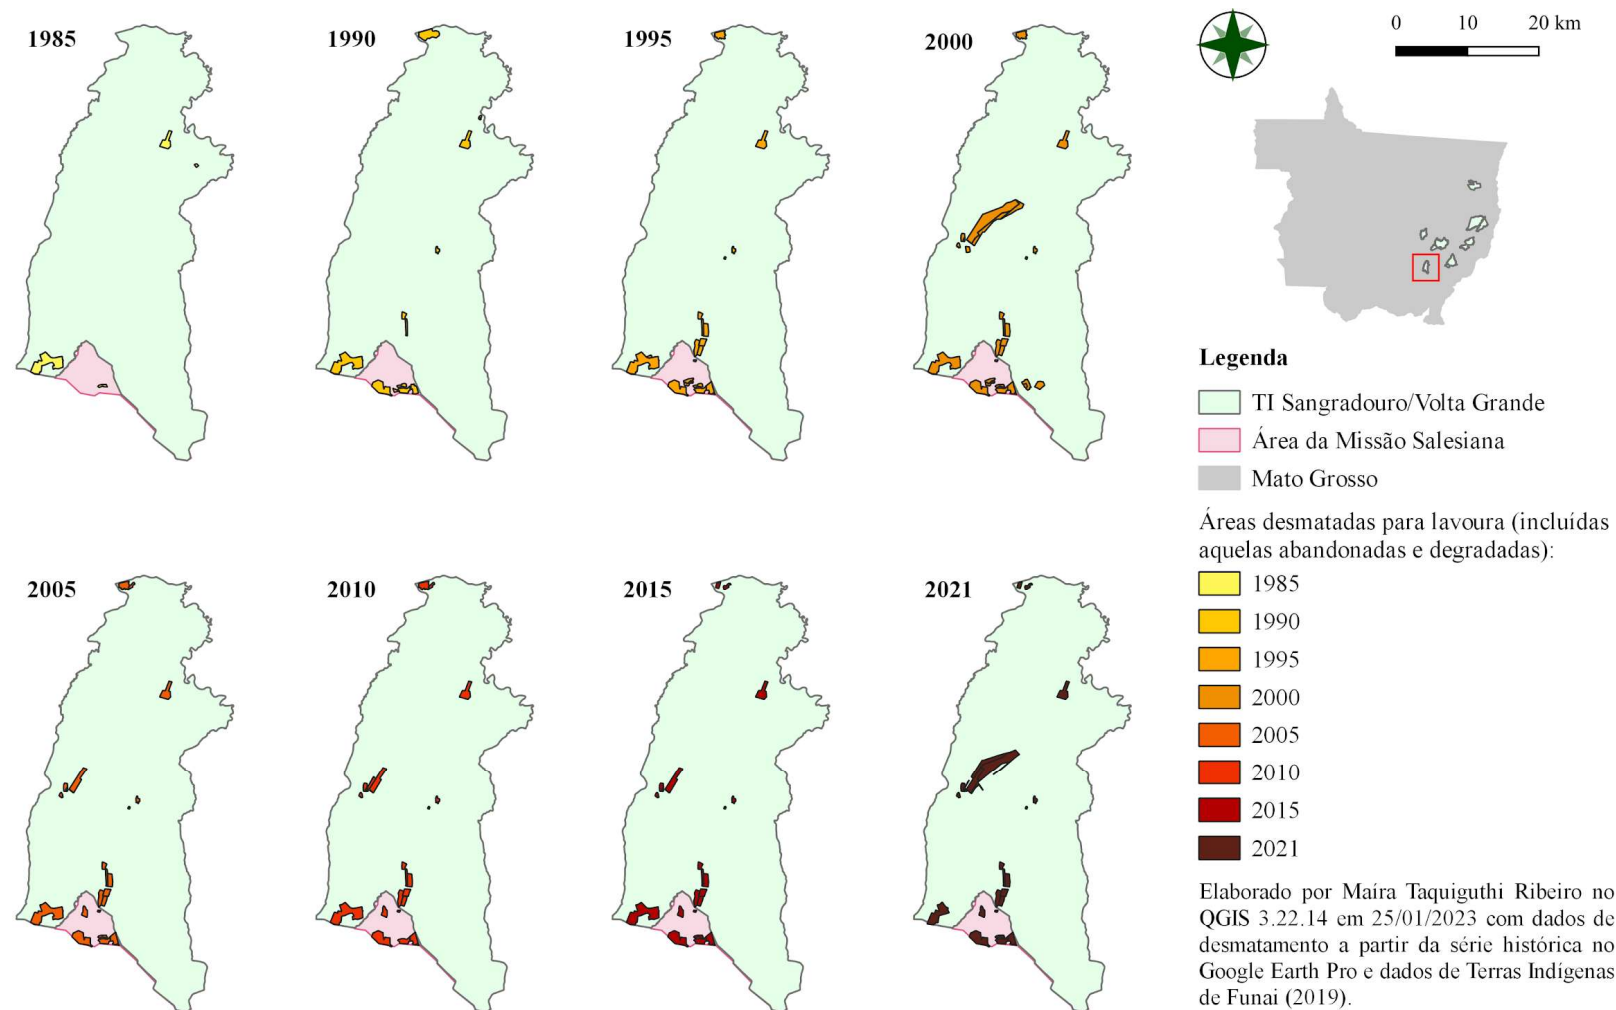 1985
1990
1995
2000
0 10 20 km
Legenda
TI Sangradouro/Volta Grande
Área da Missão Salesiana
Mato Grosso
Áreas desmatadas para lavoura (incluídas
aquelas abandonadas e degradadas):
1985
1990
1995
2000
2005
2010
2015
2021
2005
2010
2015
2021
Elaborado por Maíra Taquiguthi Ribeiro no
QGIS 3.22.14 em 25/01/2023 com dados de
desmatamento a partir da série histórica no
Google Earth Pro e dados de Terras Indígenas
de Funai (2019).